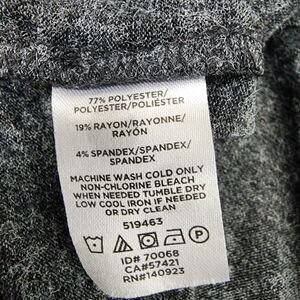 77% POLYESTER/
POLYESTER/POLIÉSTER
19% RAYON/RAYONNE/
RAYÓN
4% SPANDEX/SPANDEX/
SPANDEX
MACHINE WASH COLD ONLY
NON-CHLORINE BLEACH
WHEN NEEDED TUMBLE DRY
LOW COOL IRON IF NEEDED
OR DRY CLEAN
519463
P
ID# 70068
CA#57421
RN#140923